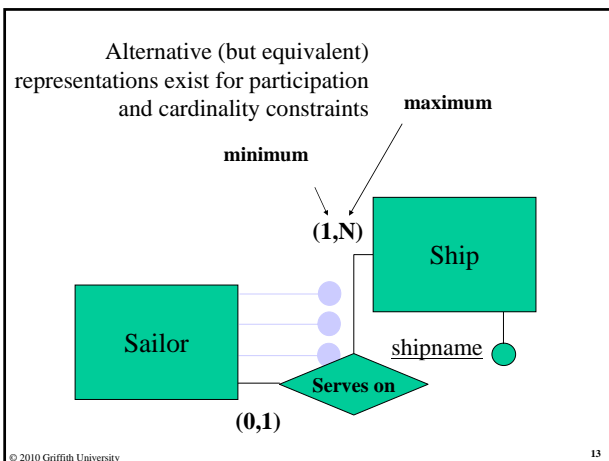 Alternative (but equivalent)
representations exist for participation
and cardinality constraints
maximum
minimum
(1,N)
Ship
Sailor
shipname
Serves on
(0,1)
© 2010 Griffith University
13